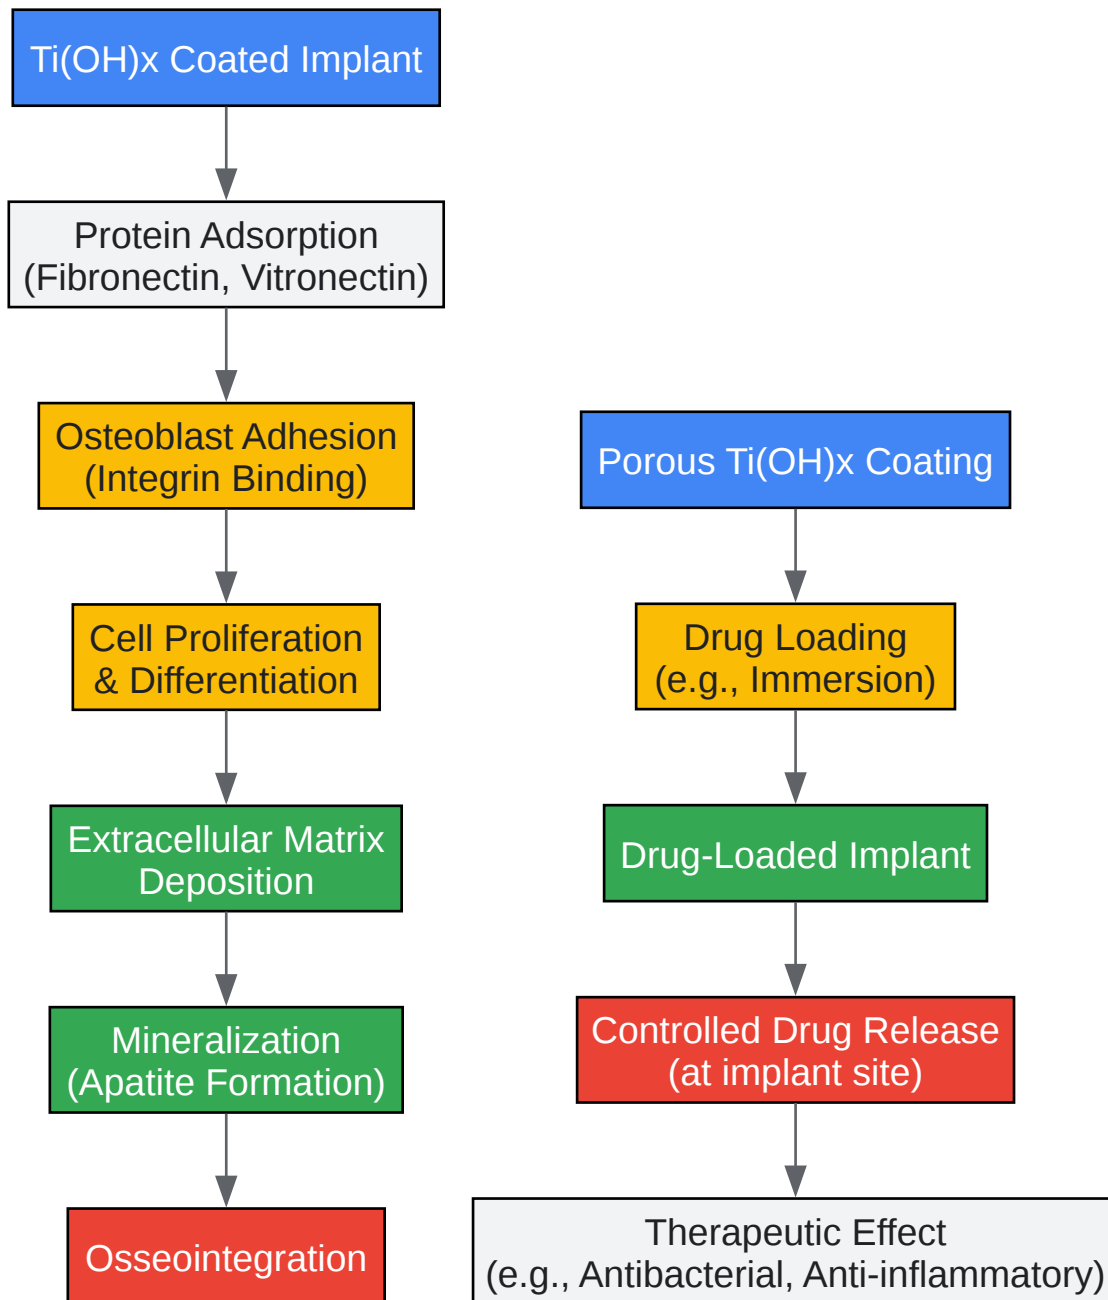 Ti(OH)x Coated Implant
Protein Adsorption
(Fibronectin, Vitronectin)
Osteoblast Adhesion
(Integrin Binding)
Cell Proliferation
& Differentiation
Extracellular Matrix
Deposition
Mineralization
(Apatite Formation)
Osseointegration
Porous Ti(OH)x Coating
Drug Loading
(e.g., Immersion)
Drug-Loaded Implant
Controlled Drug Release
(at implant site)
Therapeutic Effect
(e.g., Antibacterial, Anti-inflammatory)